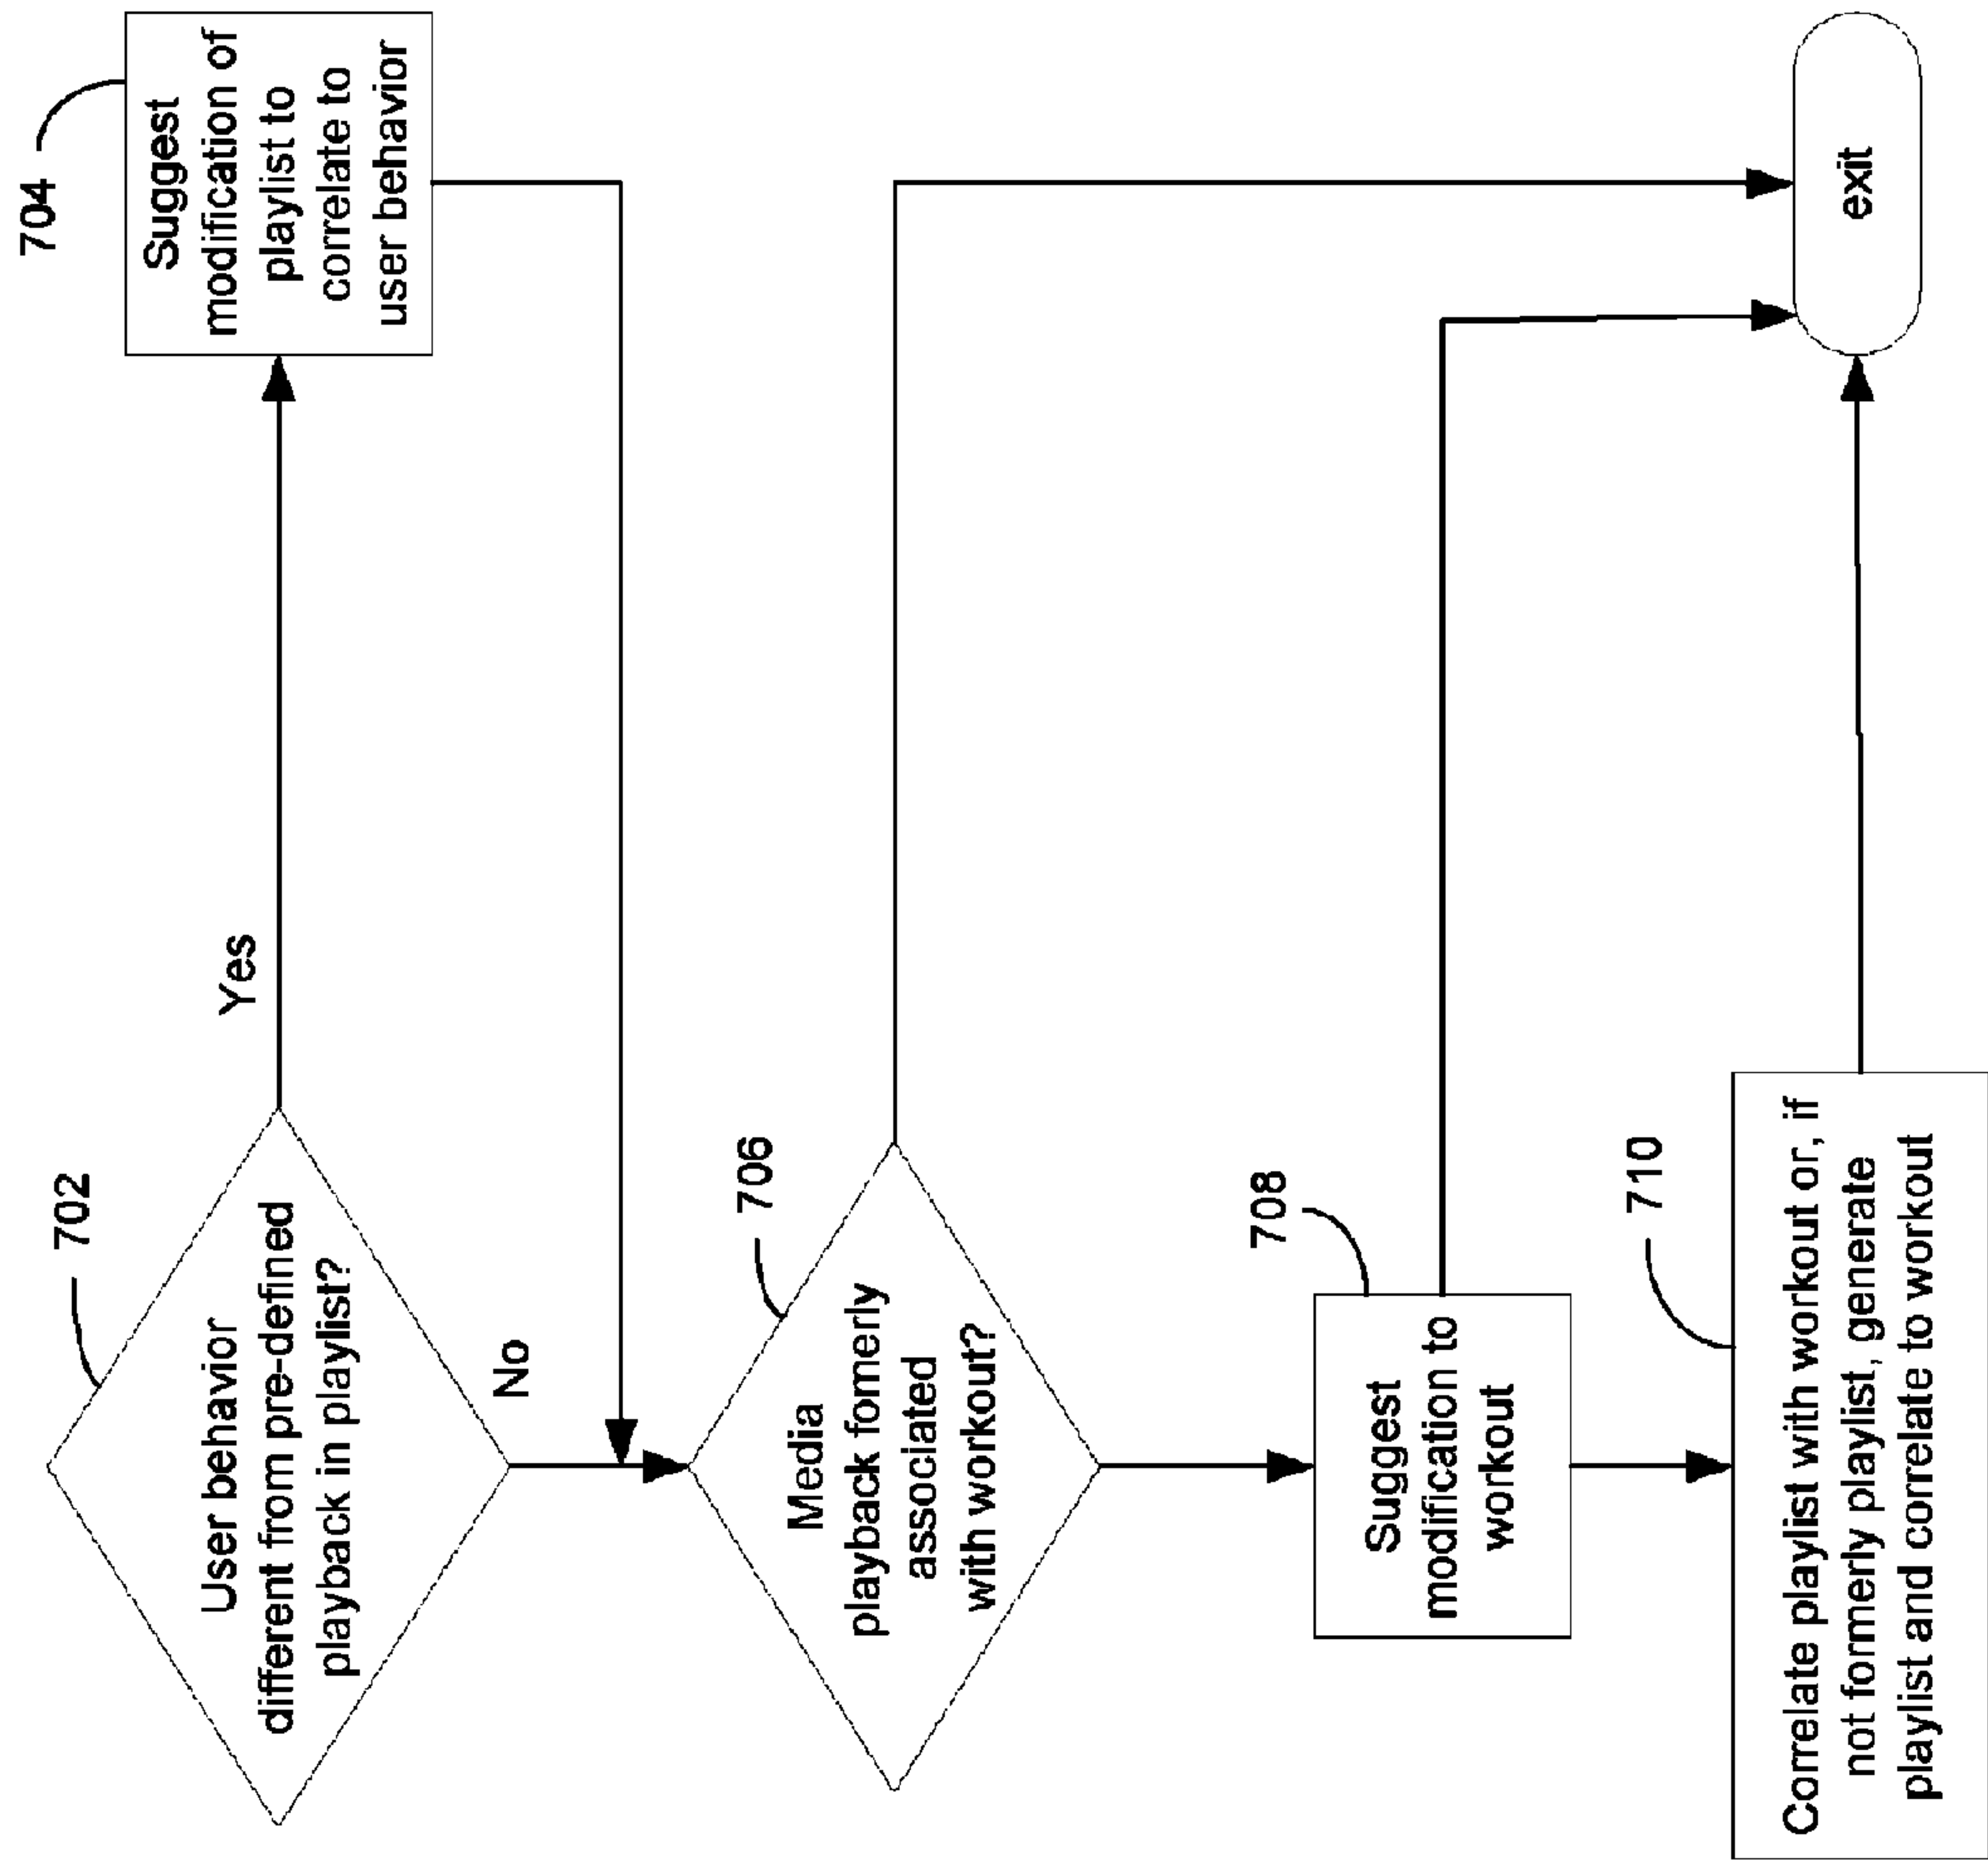 702
User behavior
different from pre-defined
playback in playlist?
Yes
704
Suggest
modification of
playlist to
correlate to
user behavior
No
706
Media
playback fomerly
associated
with workout?
708
Suggest
modification to
workout
710
Correlate playlist with workout or, if
not formerly playlist, generate
playlist and correlate to workout
exit